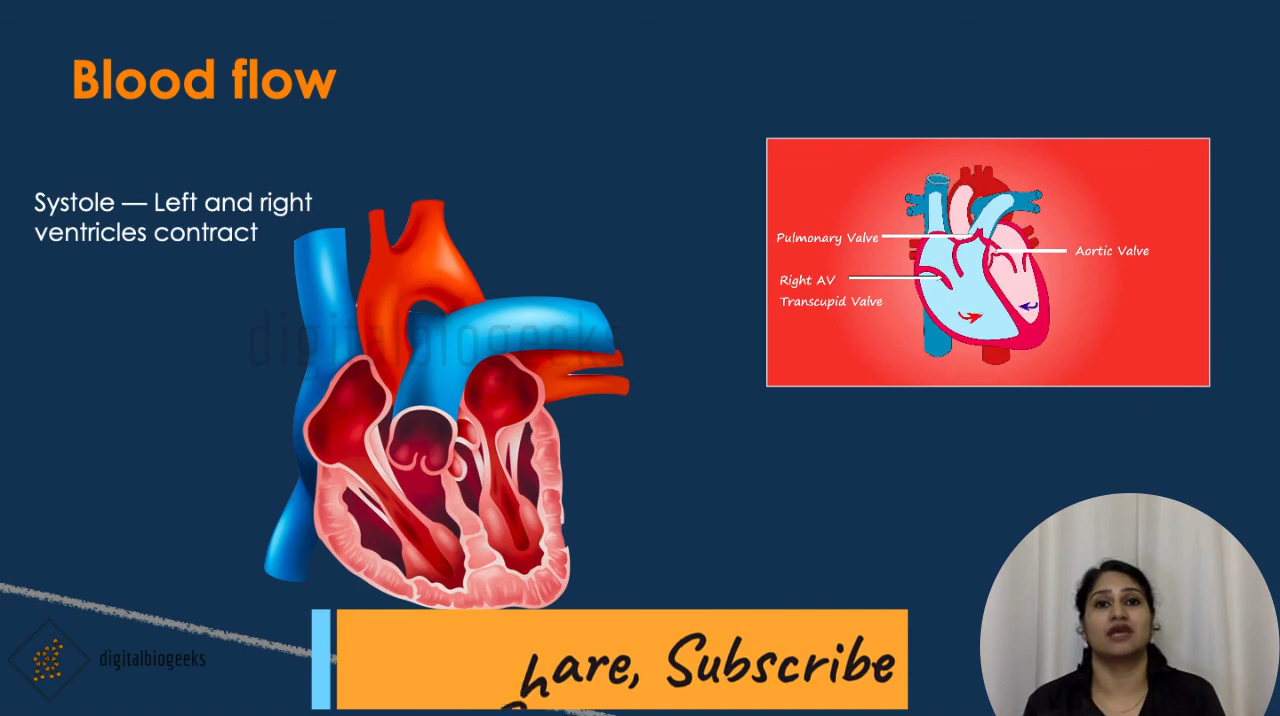 Blood flow
Systole — Left and right
ventricles contract
Pulmonary Valve
Aortic Valve
Right AV
Transcupid Valve
digitalbiogeeks
digitalbiogeeks
hare, Subscribe